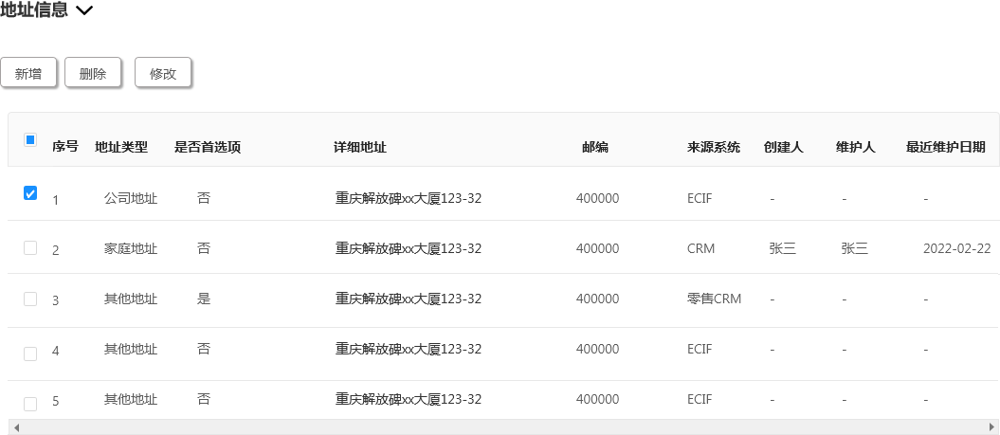 地址信息
新增 删除 修改
序号 地址类型 是否首选项 详细地址 邮编 来源系统 创建人 维护人 最近维护日期
1 公司地址 否 重庆解放碑xx大厦123-32 400000 ECIF - - -
2 家庭地址 否 重庆解放碑xx大厦123-32 400000 CRM 张三 张三 2022-02-22
3 其他地址 是 重庆解放碑xx大厦123-32 400000 零售CRM - - -
4 其他地址 否 重庆解放碑xx大厦123-32 400000 ECIF - - -
5 其他地址 否 重庆解放碑xx大厦123-32 400000 ECIF - - -